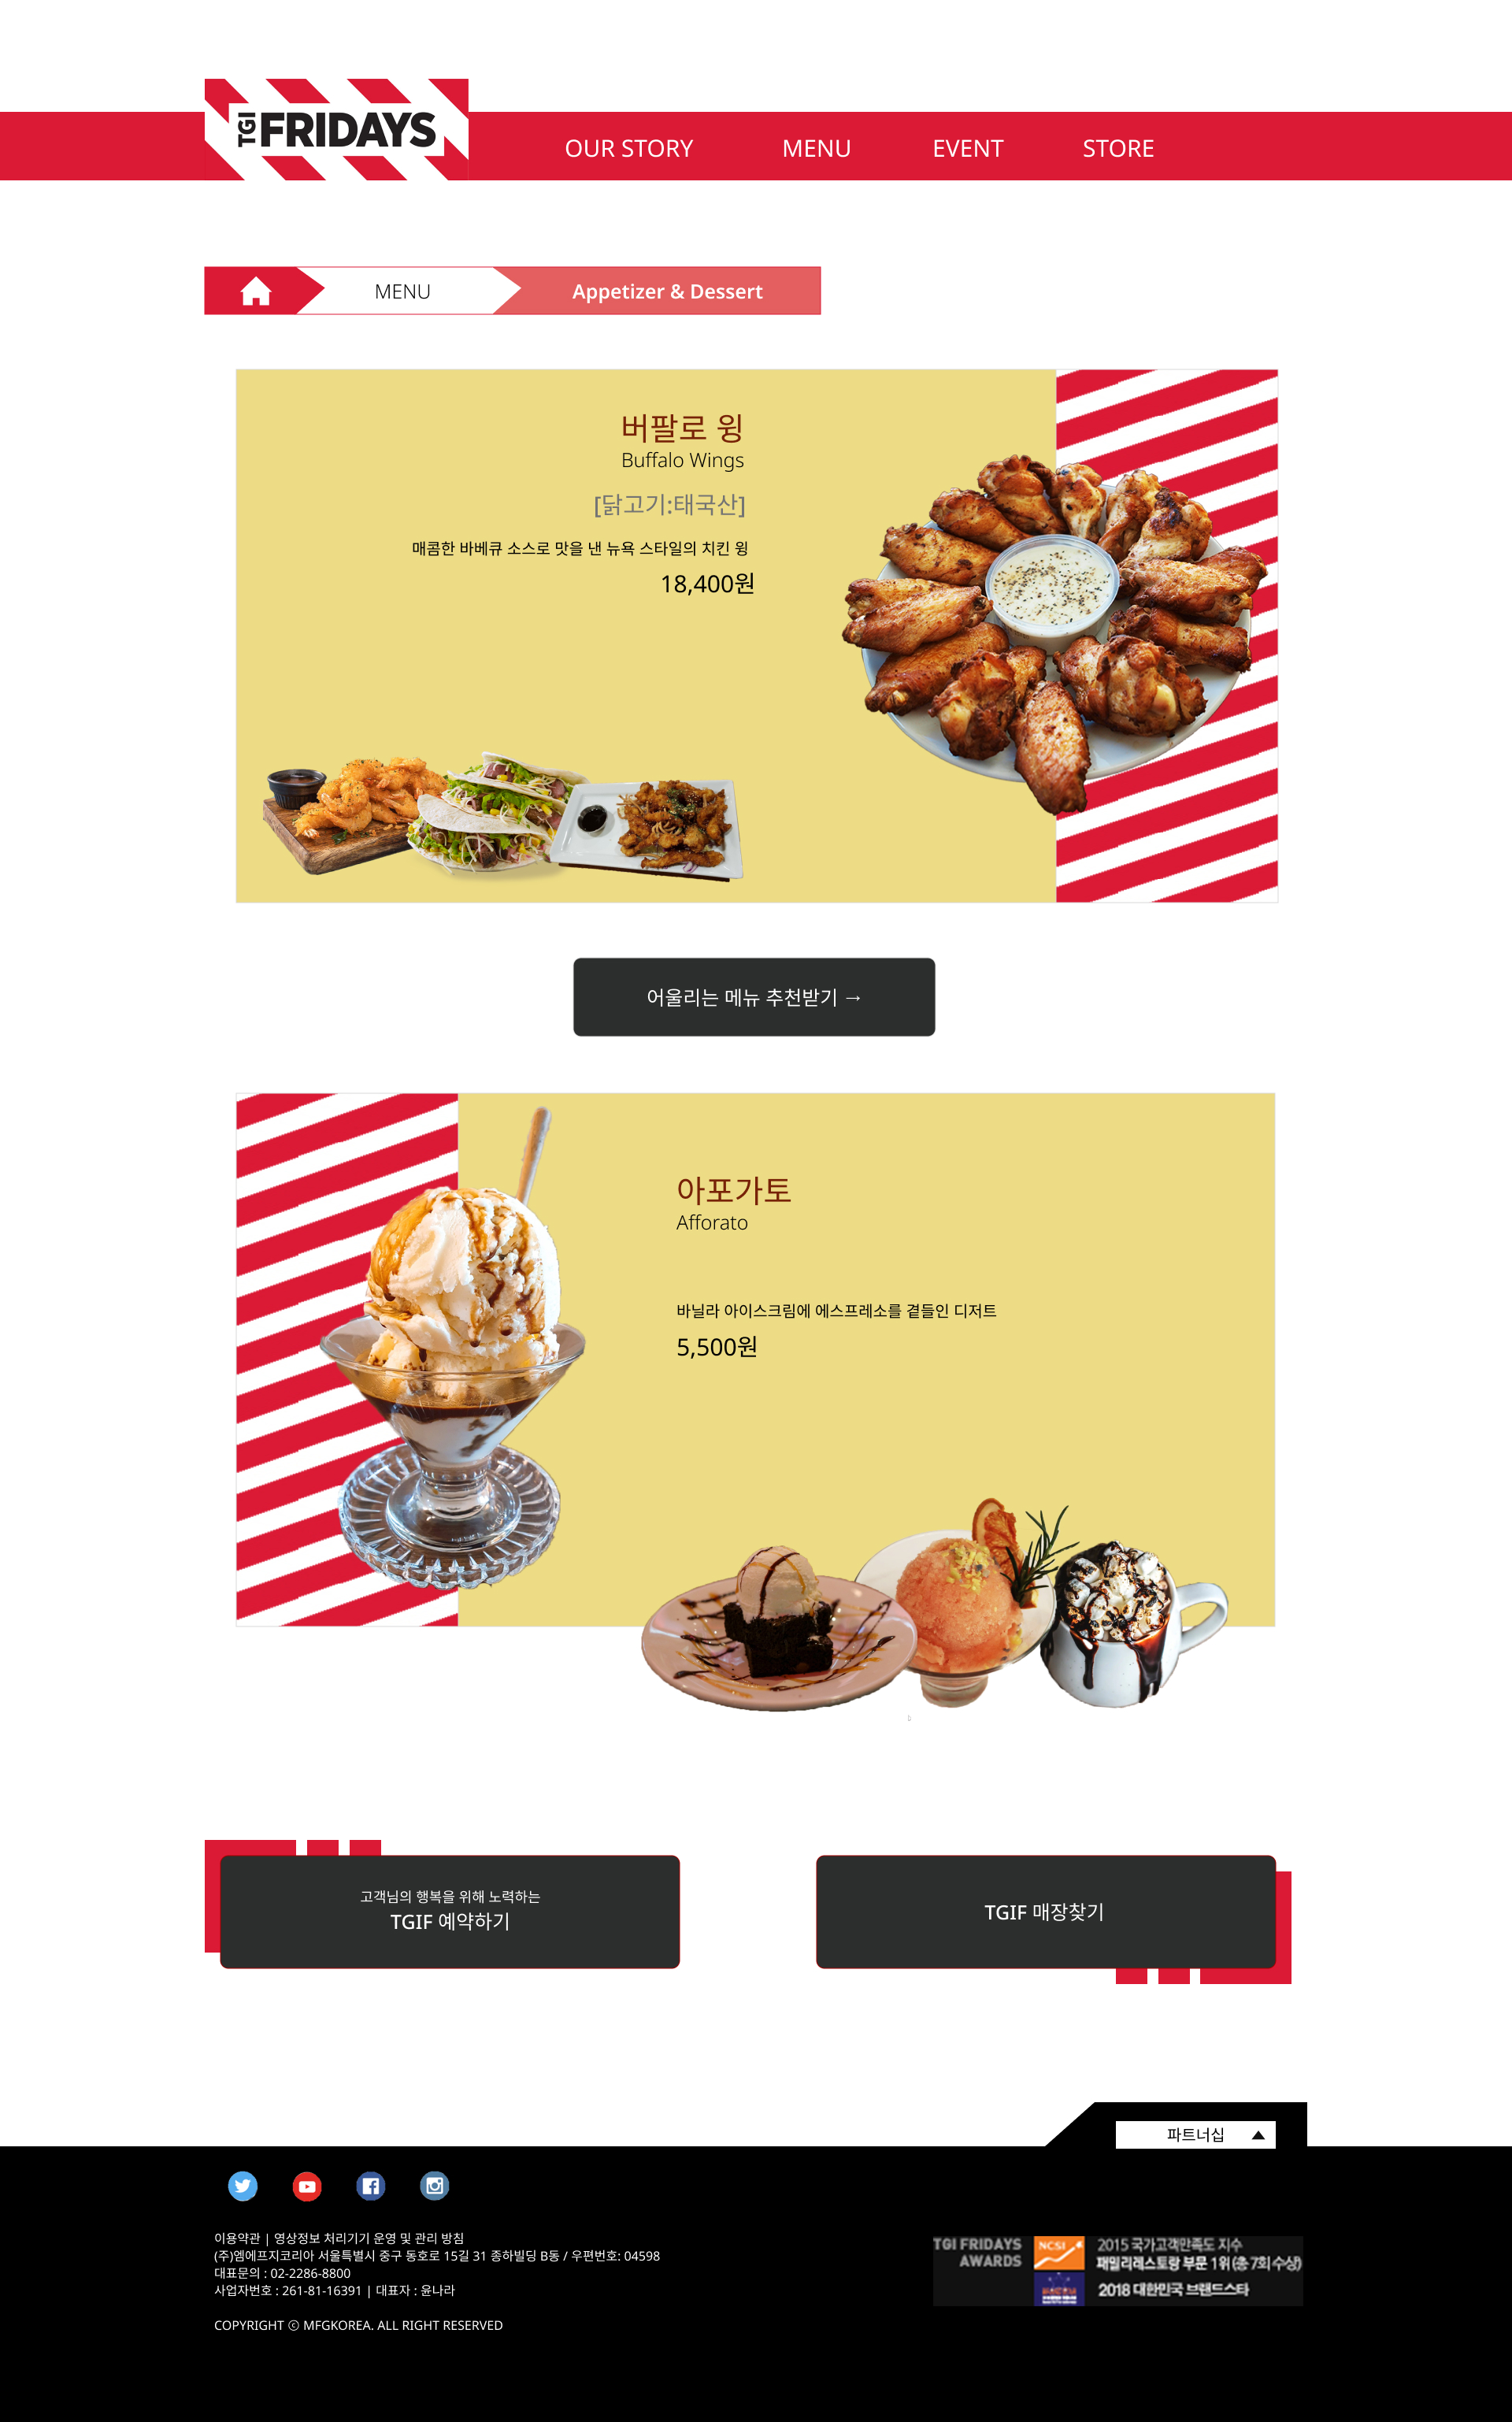 TGI FRIDAYS
OUR STORY MENU EVENT STORE
MENU Appetizer & Dessert
버팔로 윙
Buffalo Wings
[닭고기:태국산]
매콤한 바베큐 소스로 맛을 낸 뉴욕 스타일의 치킨 윙
18,400원
어울리는 메뉴 추천받기 →
아포가토
Afforato
바닐라 아이스크림에 에스프레소를 곁들인 디저트
5,500원
고객님의 행복을 위해 노력하는
TGIF 예약하기
TGIF 매장찾기
파트너십 ▲
이용약관 | 영상정보 처리기기 운영 및 관리 방침
(주)엠에프지코리아 서울특별시 중구 동호로 15길 31 종하빌딩 B동 / 우편번호: 04598
대표문의 : 02-2286-8800
사업자번호 : 261-81-16391 | 대표자 : 윤나라
COPYRIGHT ⓒ MFGKOREA. ALL RIGHT RESERVED
TGI FRIDAYS
AWARDS
NCSI
2015 국가고객만족도 지수
패밀리레스토랑 부문 1위 (총 7회 수상)
2018 대한민국 브랜드스타